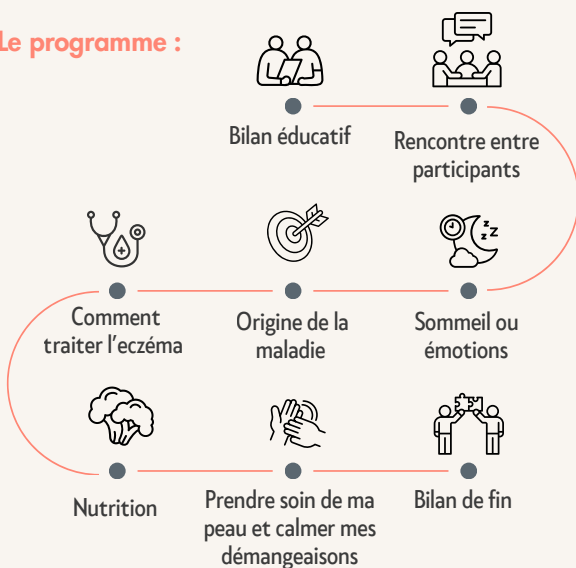 Le programme :
Bilan éducatif
Rencontre entre
participants
Sommeil ou
émotions
Origine de la
maladie
Comment
traiter l'eczéma
Nutrition
Prendre soin de ma
peau et calmer mes
démangeaisons
Bilan de fin